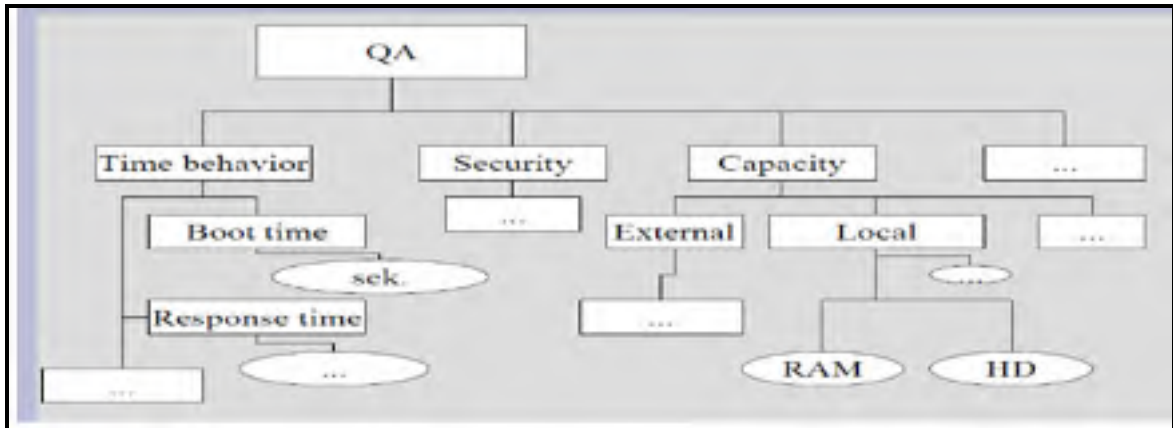 QA
Time behavior
Security
Capacity
...
...
Boot time
External
Local
...
sek.
...
Response time
...
...
RAM
HD
...